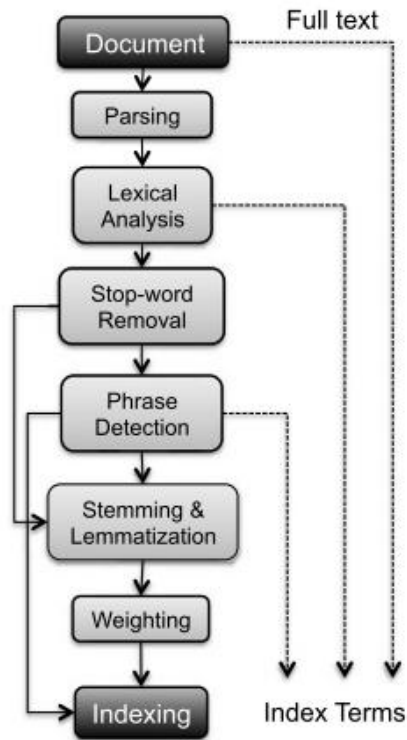 Full text
Document
Parsing
Lexical
Analysis
Stop-word
Removal
Phrase
Detection
Stemming &
Lemmatization
Weighting
Indexing
Index Terms